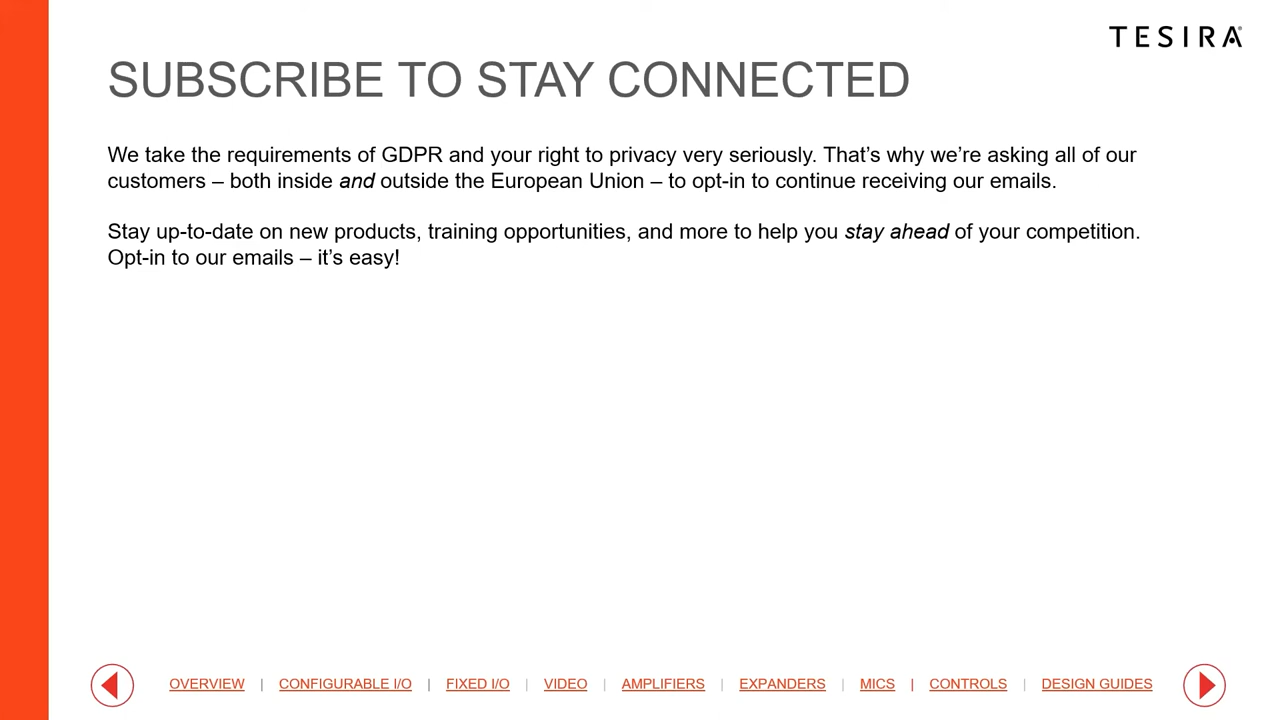 TESIRA®
SUBSCRIBE TO STAY CONNECTED
We take the requirements of GDPR and your right to privacy very seriously. That’s why we’re asking all of our
customers – both inside and outside the European Union – to opt-in to continue receiving our emails.
Stay up-to-date on new products, training opportunities, and more to help you stay ahead of your competition.
Opt-in to our emails – it’s easy!
OVERVIEW | CONFIGURABLE I/O | FIXED I/O | VIDEO | AMPLIFIERS | EXPANDERS | MICS | CONTROLS | DESIGN GUIDES